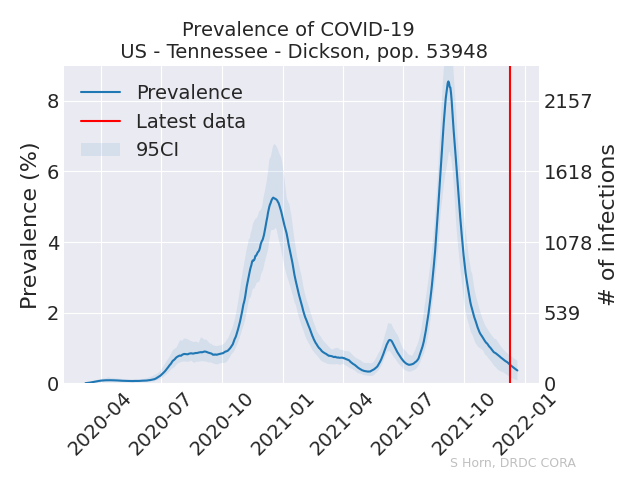 Prevalence of COVID-19
US - Tennessee - Dickson, pop. 53948
Prevalence
Latest data
95CI
Prevalence (%)
8
6
4
2
0
2157
1618
1078
539
0
# of infections
2020-04
2020-07
2020-10
2021-01
2021-04
2021-07
2021-10
2022-01
S Horn, DRDC CORA